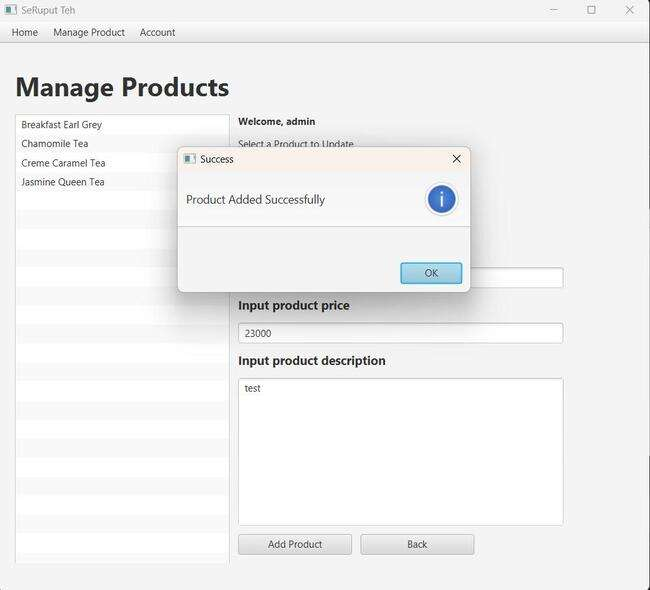 SeRuput Teh
Home Manage Product Account
Manage Products
Breakfast Earl Grey
Chamomile Tea
Creme Caramel Tea
Jasmine Queen Tea
Welcome, admin
Select a Product to Update
Success
Product Added Successfully
OK
Input product price
23000
Input product description
test
Add Product Back